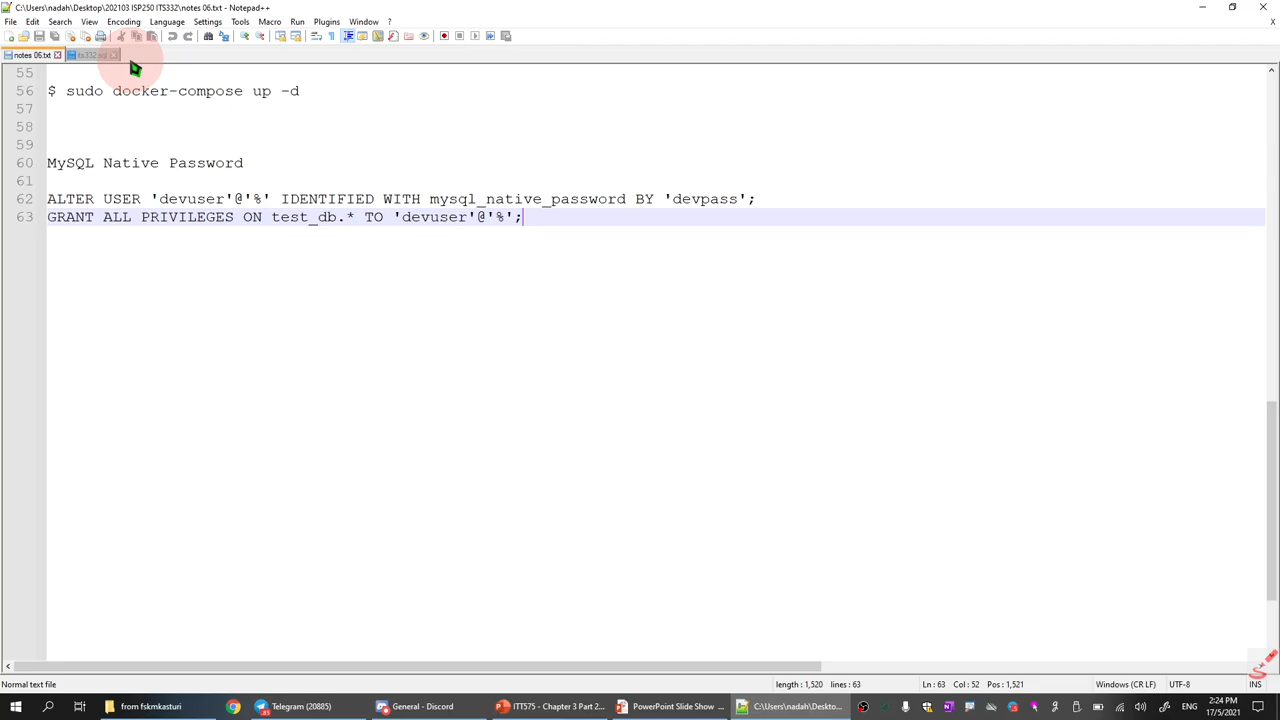 C:\Users\nadah\Desktop\202103 ISP250 ITS332\notes 06.txt - Notepad++
File Edit Search View Encoding Language Settings Tools Macro Run Plugins Window ?
X
notes 06.txt its332.sql
55
56 $ sudo docker-compose up -d
57
58
59
60 MySQL Native Password
61
62 ALTER USER 'devuser'@'%' IDENTIFIED WITH mysql_native_password BY 'devpass';
63 GRANT ALL PRIVILEGES ON test_db.* TO 'devuser'@'%';
Normal text file length : 1,520 lines : 63 Ln : 63 Col : 52 Pos : 1,521 Windows (CR LF) UTF-8 INS
from fskmkasturi Telegram (20885) General - Discord ITT575 - Chapter 3 Part 2... PowerPoint Slide Show ... C:\Users\nadah\Deskto... ENG 2:24 PM
17/5/2021